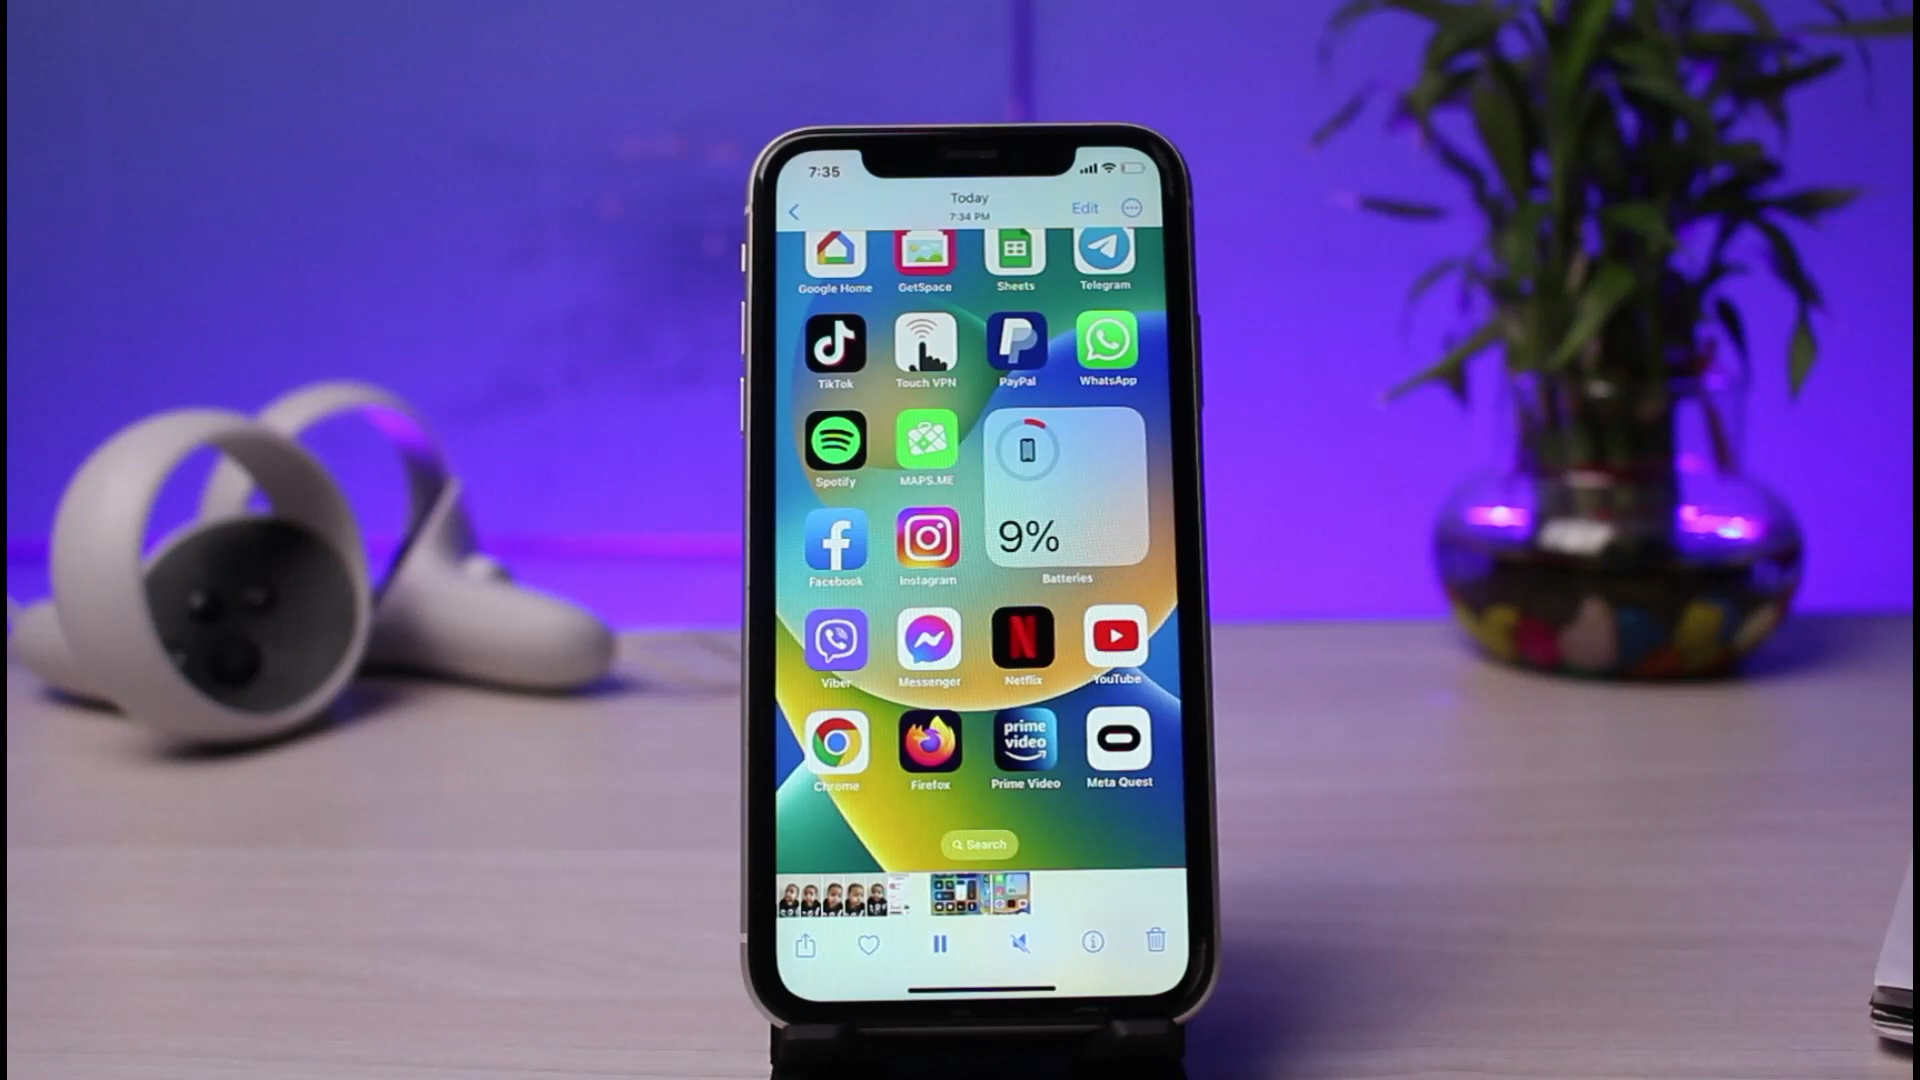 7:35
Today
7:34 PM
Edit
Google Home
GetSpace
Sheets
Telegram
TikTok
Touch VPN
PayPal
WhatsApp
Spotify
MAPS.ME
9%
Facebook
Instagram
Batteries
Viber
Messenger
N
Netflix
YouTube
prime
video
Chrome
Firefox
Prime Video
Meta Quest
Search